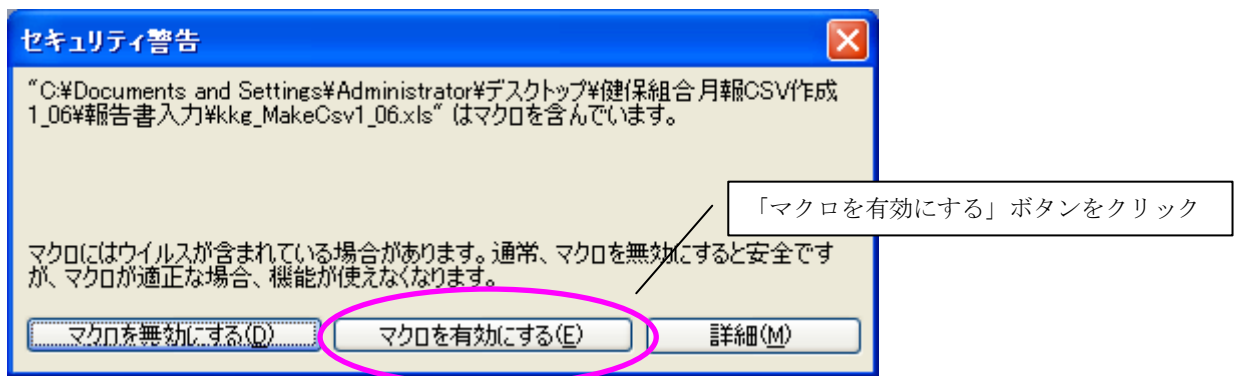 セキュリティ警告
"C:¥Documents and Settings¥Administrator¥デスクトップ¥健保組合月報CSV作成
1_06¥報告書入力¥kkg_MakeCsv1_06.xls" はマクロを含んでいます。
「マクロを有効にする」ボタンをクリック
マクロにはウイルスが含まれている場合があります。通常、マクロを無効にすると安全です
が、マクロが適正な場合、機能が使えなくなります。
マクロを無効にする(D)
マクロを有効にする(E)
詳細(M)